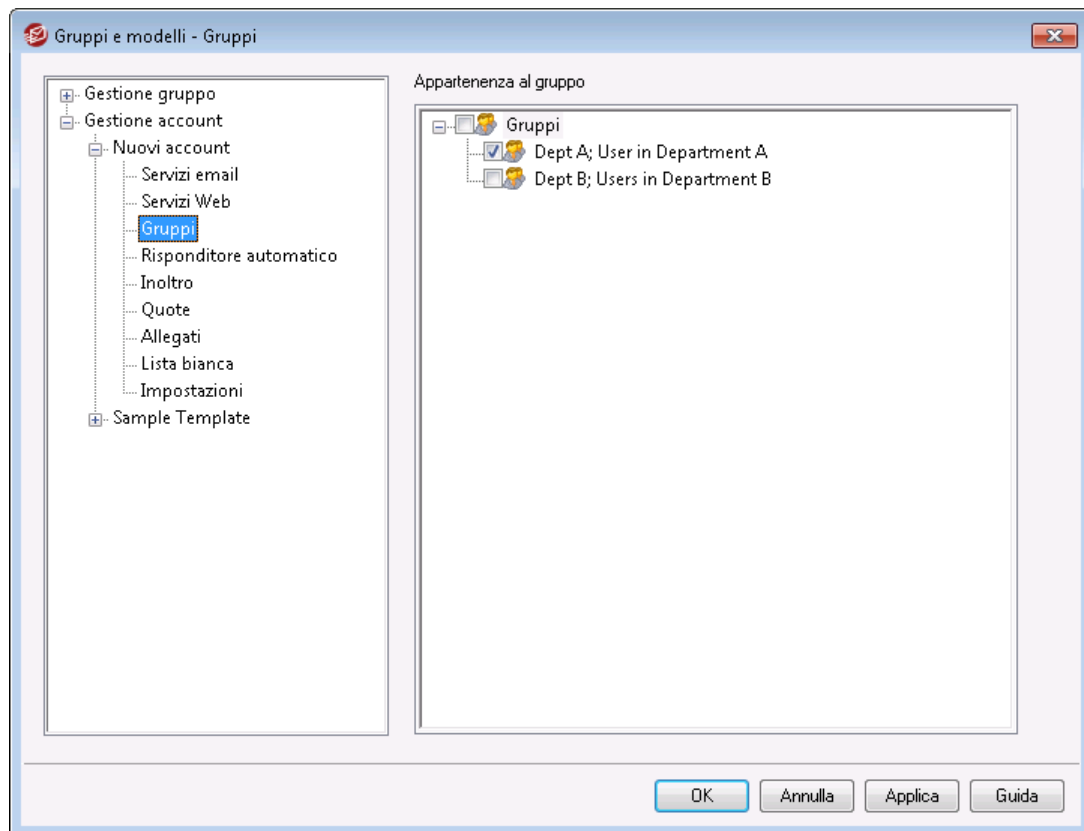 Gruppi e modelli - Gruppi
Gestione gruppo
Gestione account
Nuovi account
Servizi email
Servizi Web
Gruppi
Risponditore automatico
Inoltro
Quote
Allegati
Lista bianca
Impostazioni
Sample Template
Appartenenza al gruppo
Gruppi
Dept A; User in Department A
Dept B; Users in Department B
OK
Annulla
Applica
Guida